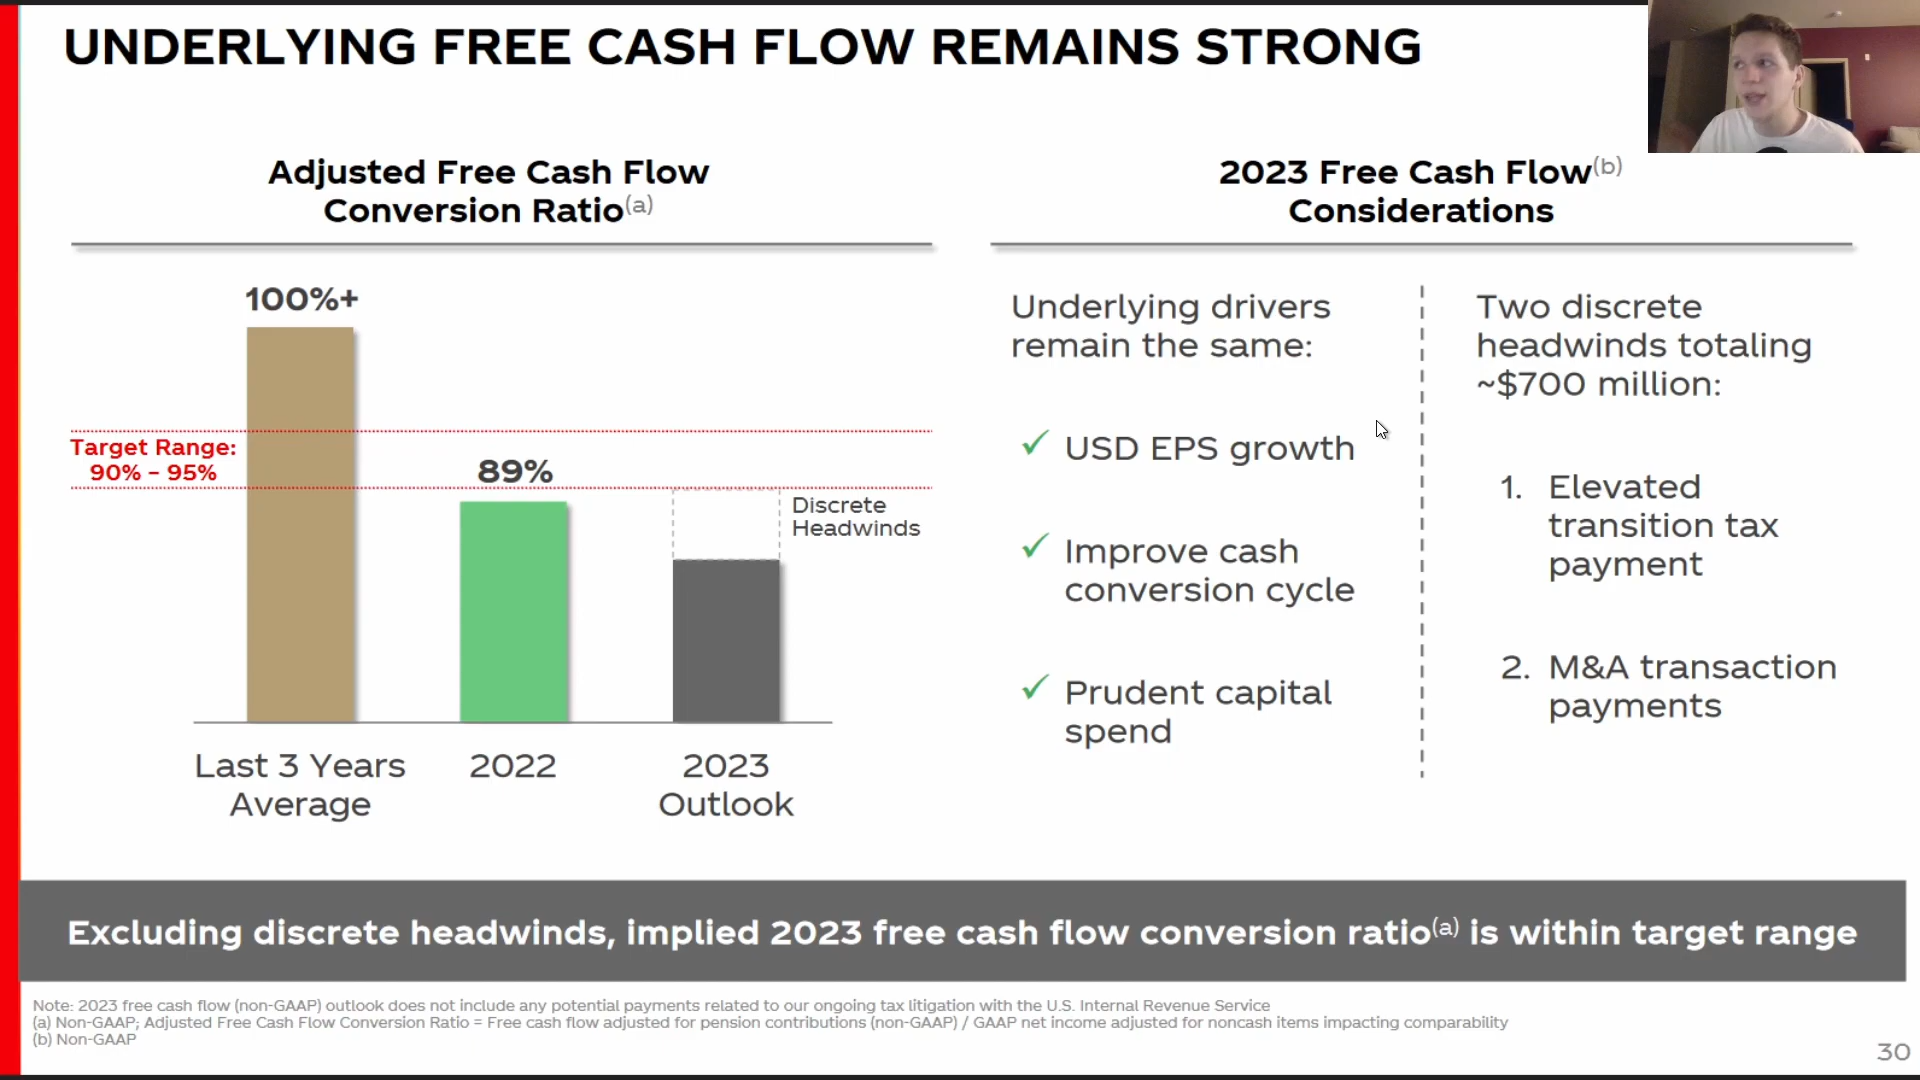 UNDERLYING FREE CASH FLOW REMAINS STRONG
Adjusted Free Cash Flow
Conversion Ratio(a)
100%+
Target Range:
90% – 95%
89%
Discrete
Headwinds
Last 3 Years
Average
2022
2023
Outlook
2023 Free Cash Flow(b)
Considerations
Underlying drivers
remain the same:
✓ USD EPS growth
✓ Improve cash
conversion cycle
✓ Prudent capital
spend
Two discrete
headwinds totaling
~$700 million:
1. Elevated
transition tax
payment
2. M&A transaction
payments
Excluding discrete headwinds, implied 2023 free cash flow conversion ratio(a) is within target range
Note: 2023 free cash flow (non-GAAP) outlook does not include any potential payments related to our ongoing tax litigation with the U.S. Internal Revenue Service
(a) Non-GAAP; Adjusted Free Cash Flow Conversion Ratio = Free cash flow adjusted for pension contributions (non-GAAP) / GAAP net income adjusted for noncash items impacting comparability
(b) Non-GAAP
30